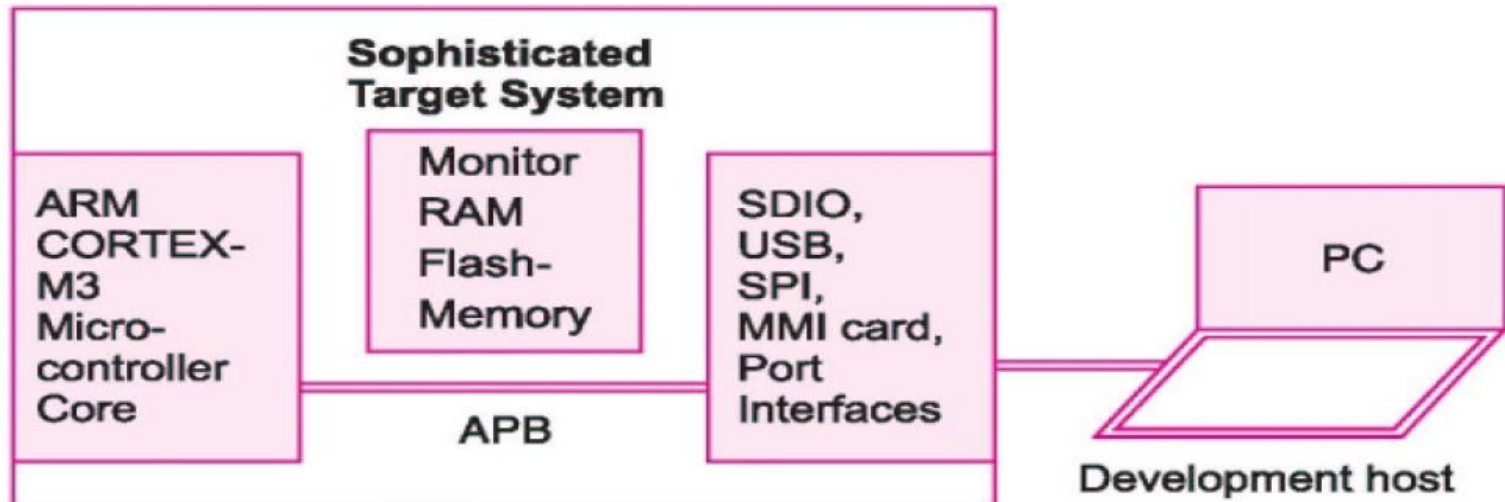 Sophisticated
Target System
ARM
CORTEX-
M3
Micro-
controller
Core
Monitor
RAM
Flash-
Memory
APB
SDIO,
USB,
SPI,
MMI card,
Port
Interfaces
PC
Development host